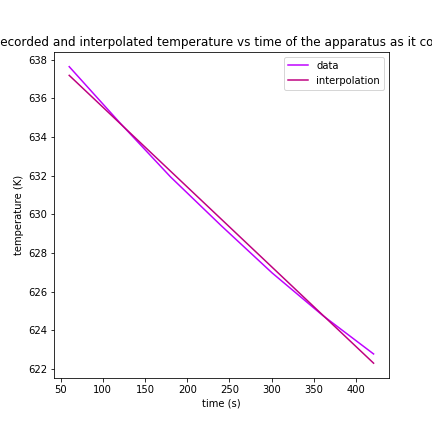 ecorded and interpolated temperature vs time of the apparatus as it co
data
interpolation
638
636
634
632
630
628
626
624
622
temperature (K)
50 100 150 200 250 300 350 400
time (s)